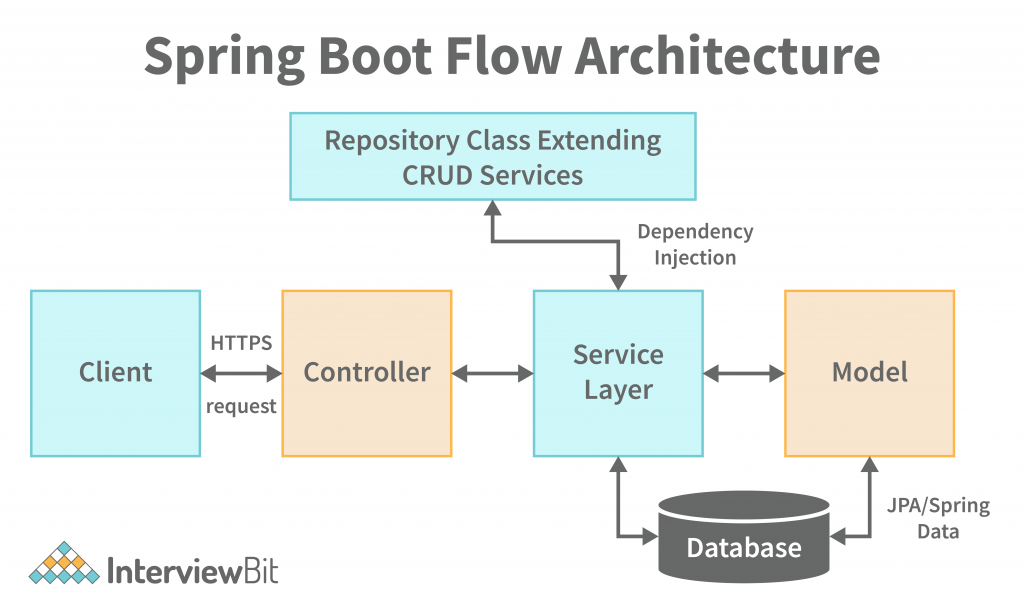 Spring Boot Flow Architecture
Repository Class Extending
CRUD Services
Dependency
Injection
Client
HTTPS
request
Controller
Service
Layer
Model
Database
JPA/Spring
Data
InterviewBit